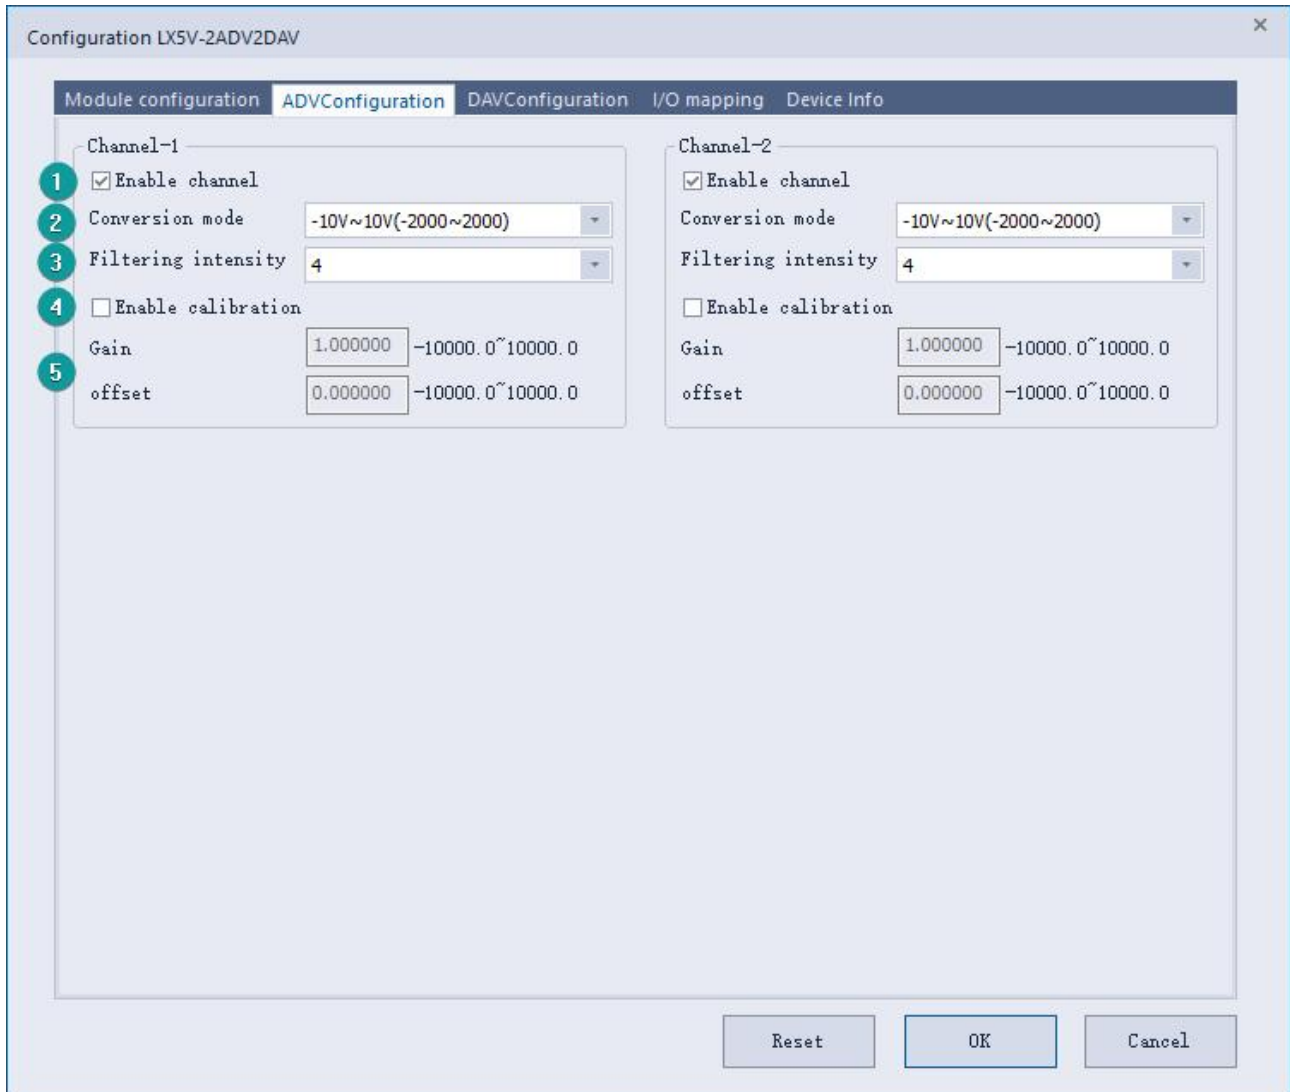 Configuration LX5V-2ADV2DAV
×
Module configuration ADVConfiguration DAVConfiguration I/O mapping Device Info
Channel-1
1 Enable channel
2 Conversion mode -10V~10V(-2000~2000)
3 Filtering intensity 4
4 Enable calibration
Gain 1.000000 -10000.0~10000.0
5
offset 0.000000 -10000.0~10000.0
Channel-2
Enable channel
Conversion mode -10V~10V(-2000~2000)
Filtering intensity 4
Enable calibration
Gain 1.000000 -10000.0~10000.0
offset 0.000000 -10000.0~10000.0
Reset OK Cancel